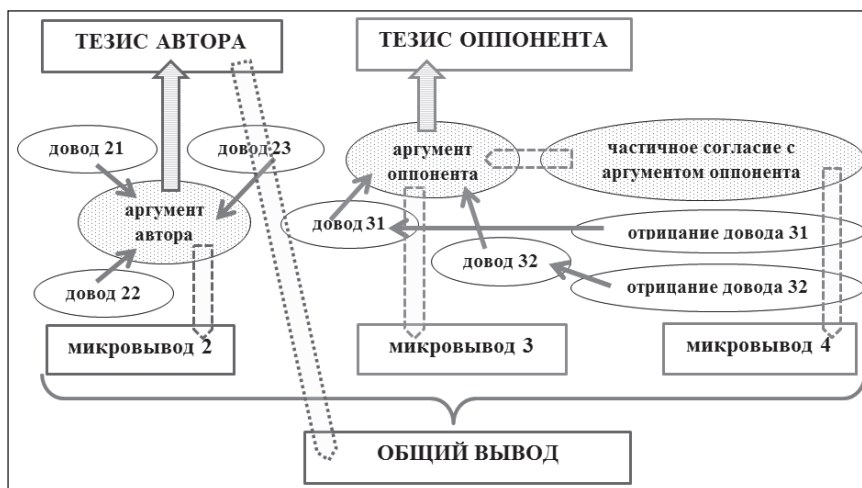 ТЕЗИС АВТОРА
ТЕЗИС ОППОНЕНТА
довод 21
довод 23
аргумент
автора
довод 22
аргумент
оппонента
частичное согласие с
аргументом оппонента
довод 31
отрицание довода 31
довод 32
отрицание довода 32
микровывод 2
микровывод 3
микровывод 4
ОБЩИЙ ВЫВОД